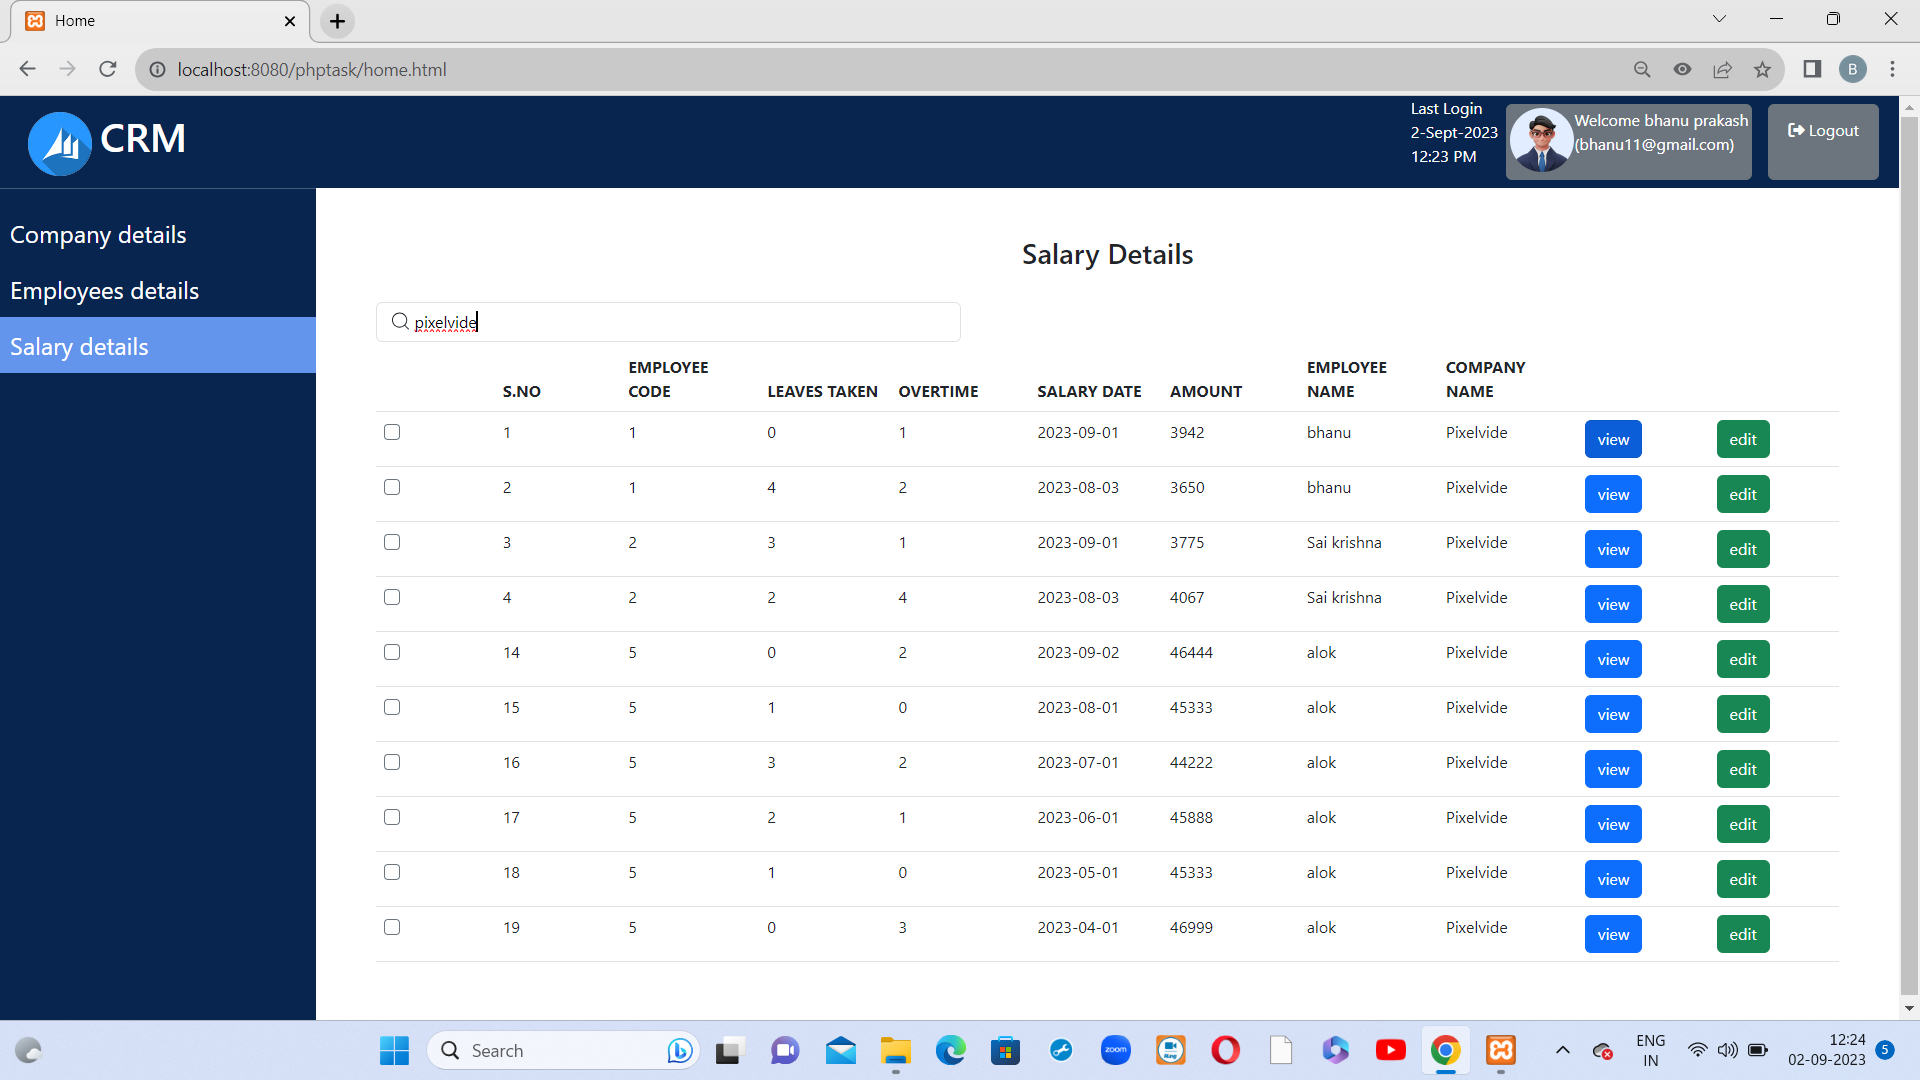 Home
localhost:8080/phptask/home.html
B
CRM
Last Login
2-Sept-2023
12:23 PM
Welcome bhanu prakash
(bhanu11@gmail.com)
Logout
Company details
Employees details
Salary details
Salary Details
pixelvide
S.NO EMPLOYEE CODE LEAVES TAKEN OVERTIME SALARY DATE AMOUNT EMPLOYEE NAME COMPANY NAME
1 1 0 1 2023-09-01 3942 bhanu Pixelvide view edit
2 1 4 2 2023-08-03 3650 bhanu Pixelvide view edit
3 2 3 1 2023-09-01 3775 Sai krishna Pixelvide view edit
4 2 2 4 2023-08-03 4067 Sai krishna Pixelvide view edit
14 5 0 2 2023-09-02 46444 alok Pixelvide view edit
15 5 1 0 2023-08-01 45333 alok Pixelvide view edit
16 5 3 2 2023-07-01 44222 alok Pixelvide view edit
17 5 2 1 2023-06-01 45888 alok Pixelvide view edit
18 5 1 0 2023-05-01 45333 alok Pixelvide view edit
19 5 0 3 2023-04-01 46999 alok Pixelvide view edit
Search
zoom
ENG
IN
12:24
02-09-2023
5